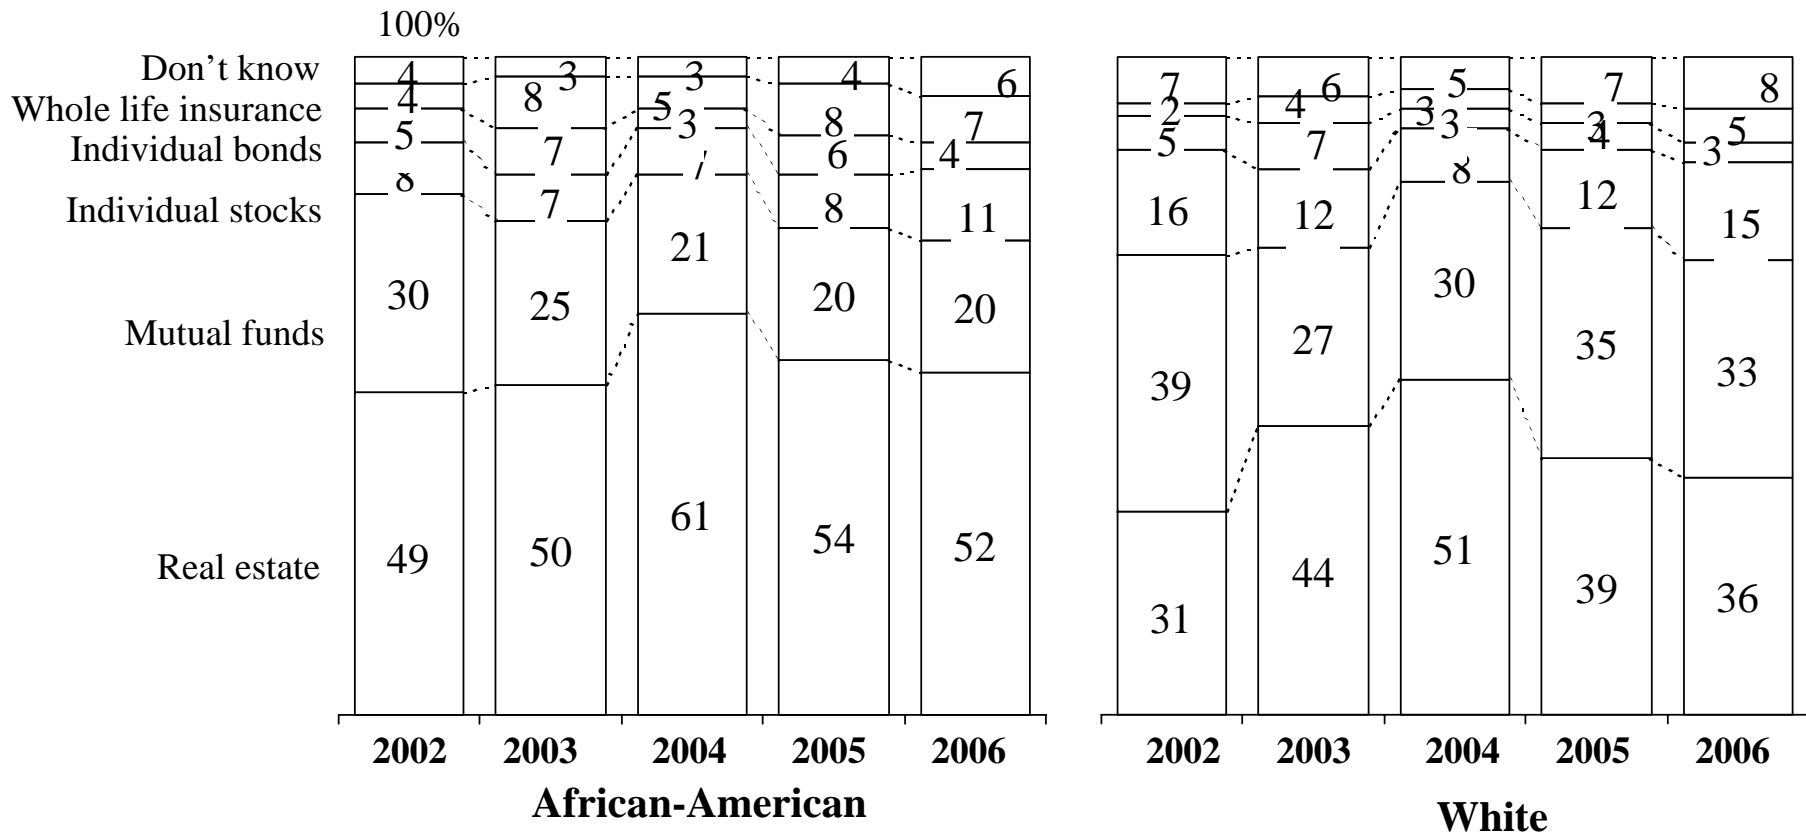 100%
Don't know 4 3 3 4 6 7 6 5 7 8
Whole life insurance 4 8 5 8 7 2 4 3 3 5
Individual bonds 5 7 3 6 4 5 7 3 4 3
Individual stocks 8 7 7 8 11 16 12 8 12 15
Mutual funds 30 25 21 20 20 39 27 30 35 33
Real estate 49 50 61 54 52 31 44 51 39 36
2002 2003 2004 2005 2006 2002 2003 2004 2005 2006
African-American White